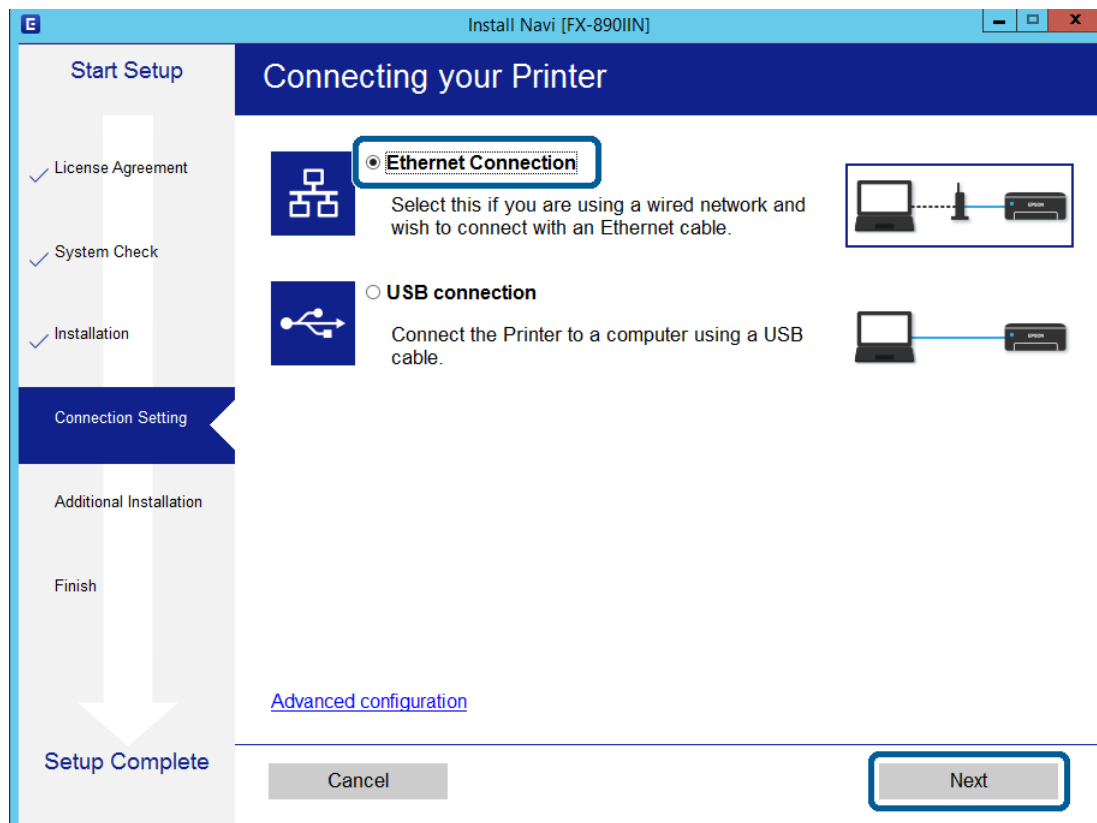 Install Navi [FX-890IIN]
Start Setup
License Agreement
System Check
Installation
Connection Setting
Additional Installation
Finish
Setup Complete
Connecting your Printer
Ethernet Connection
Select this if you are using a wired network and
wish to connect with an Ethernet cable.
EPSON
USB connection
Connect the Printer to a computer using a USB
cable.
EPSON
Advanced configuration
Cancel
Next